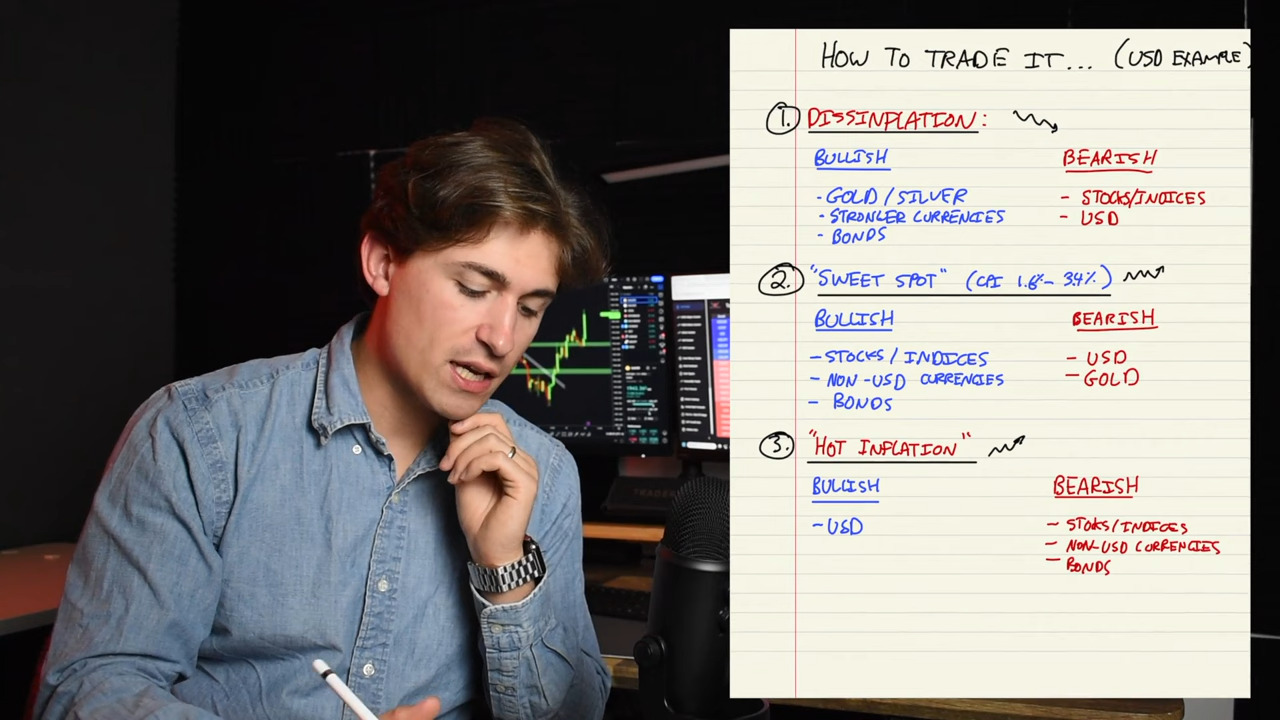 HOW TO TRADE IT... (USD EXAMPLE)
1. DISSINFLATION:
BULLISH
- GOLD / SILVER
- STRONLER CURRENCIES
- BONDS
BEARISH
- STOCKS/INDICES
- USD
2. "SWEET SPOT" (CPI 1.8%- 3.4%)
BULLISH
- STOCKS / INDICES
- NON-USD CURRENCIES
- BONDS
BEARISH
- USD
- GOLD
3. "HOT INFLATION"
BULLISH
- USD
BEARISH
- STOKS/INDICES
- NON-USD CURRENCIES
- BONDS